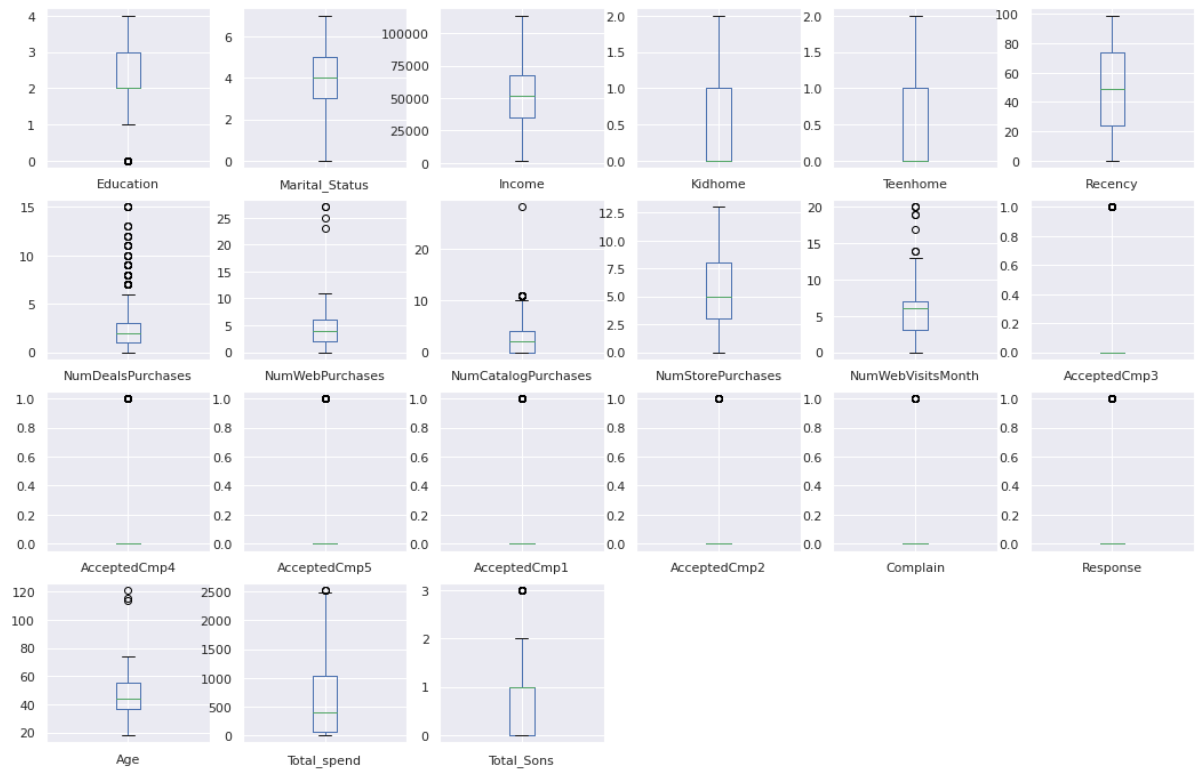 4 3 2 1 0
Education
6 4 2 0
Marital_Status
100000 75000 50000 25000 0
Income
2.0 1.5 1.0 0.5 0.0
Kidhome
2.0 1.5 1.0 0.5 0.0
Teenhome
100 80 60 40 20 0
Recency
15 10 5 0
NumDealsPurchases
25 20 15 10 5 0
NumWebPurchases
20 10 0
NumCatalogPurchases
12.5 10.0 7.5 5.0 2.5 0.0
NumStorePurchases
20 15 10 5 0
NumWebVisitsMonth
1.0 0.8 0.6 0.4 0.2 0.0
AcceptedCmp3
1.0 0.8 0.6 0.4 0.2 0.0
AcceptedCmp4
1.0 0.8 0.6 0.4 0.2 0.0
AcceptedCmp5
1.0 0.8 0.6 0.4 0.2 0.0
AcceptedCmp1
1.0 0.8 0.6 0.4 0.2 0.0
AcceptedCmp2
1.0 0.8 0.6 0.4 0.2 0.0
Complain
1.0 0.8 0.6 0.4 0.2 0.0
Response
120 100 80 60 40 20
Age
2500 2000 1500 1000 500 0
Total_spend
3 2 1 0
Total_Sons